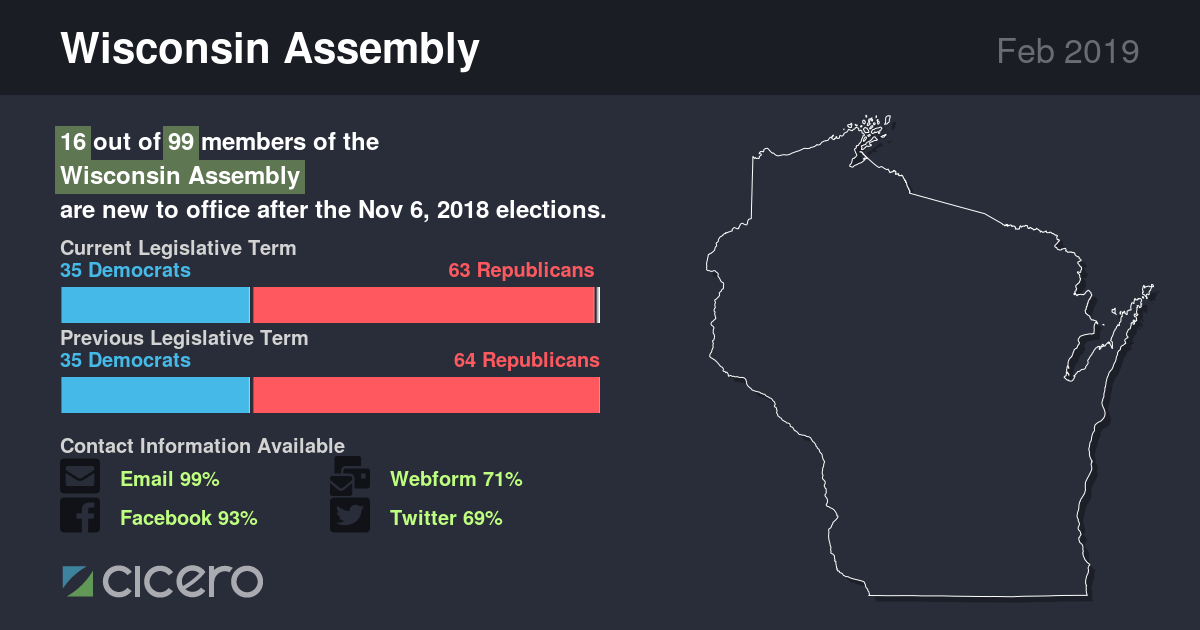 Wisconsin Assembly
Feb 2019
16 out of 99 members of the
Wisconsin Assembly
are new to office after the Nov 6, 2018 elections.
Current Legislative Term
35 Democrats 63 Republicans
Previous Legislative Term
35 Democrats 64 Republicans
Contact Information Available
Email 99% Webform 71%
Facebook 93% Twitter 69%
cicero